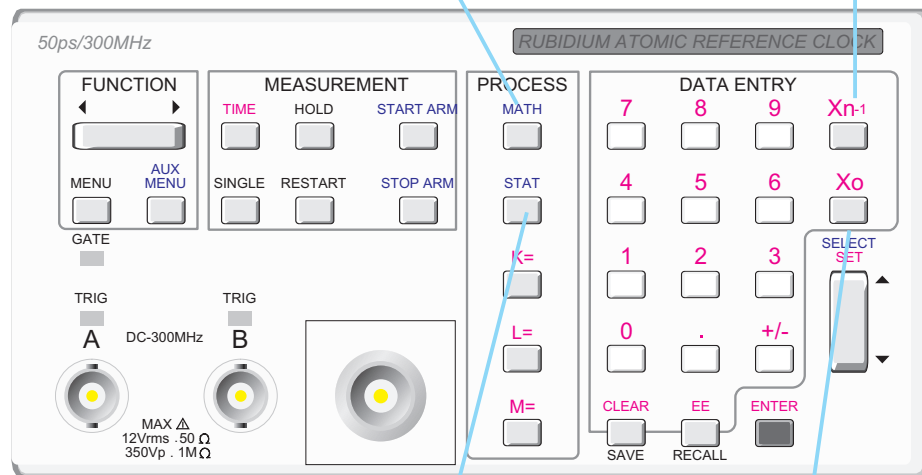 50ps/300MHz
RUBIDIUM ATOMIC REFERENCE CLOCK
FUNCTION
MEASUREMENT
PROCESS
DATA ENTRY
TIME
HOLD
START ARM
MATH
7
8
9
Xn-1
MENU
AUX
MENU
SINGLE
RESTART
STOP ARM
STAT
4
5
6
Xo
GATE
SELECT
SET
K=
1
2
3
TRIG
TRIG
A
DC-300MHz
B
L=
0
.
+/-
MAX ⚠
12Vrms . 50 Ω
350Vp . 1M Ω
M=
CLEAR
EE
ENTER
SAVE
RECALL